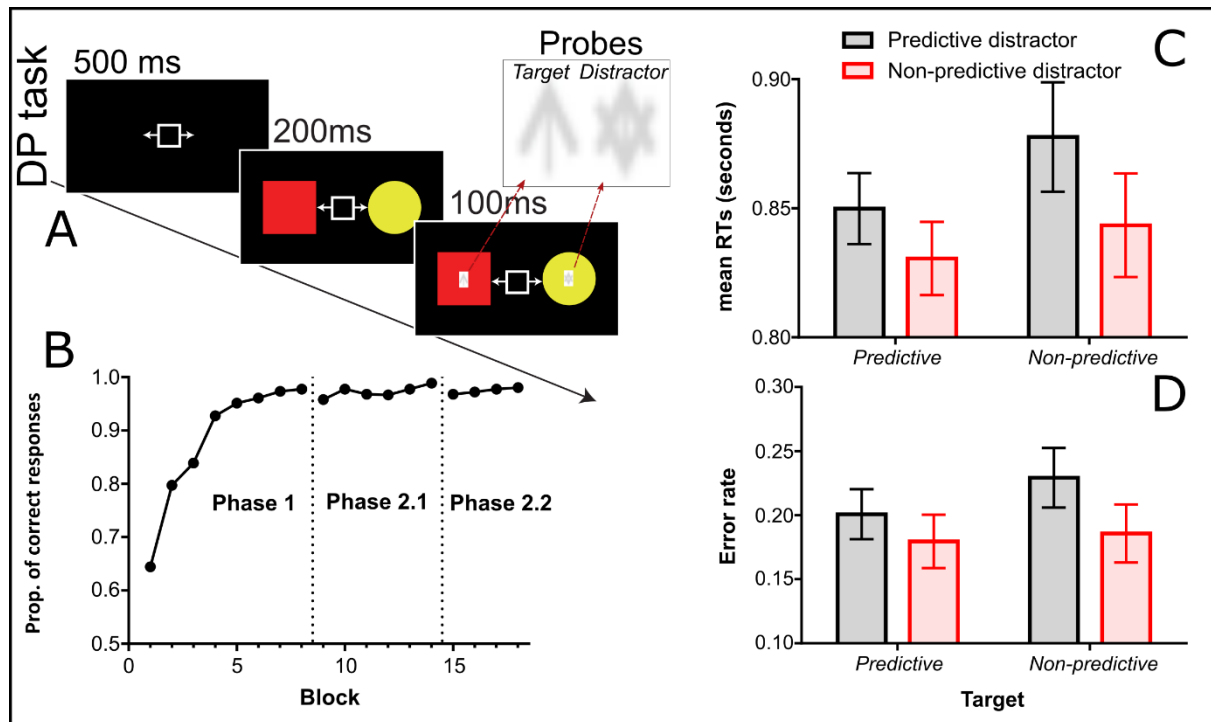 DP task
500 ms
200ms
100ms
Probes
Target Distractor
A
B
Prop. of correct responses
1.0
0.9
0.8
0.7
0.6
0.5
Phase 1
Phase 2.1
Phase 2.2
0 5 10 15
Block
Predictive distractor
Non-predictive distractor
C
mean RTs (seconds)
0.90
0.85
0.80
Predictive Non-predictive
D
Error rate
0.30
0.25
0.20
0.15
0.10
Predictive Non-predictive
Target